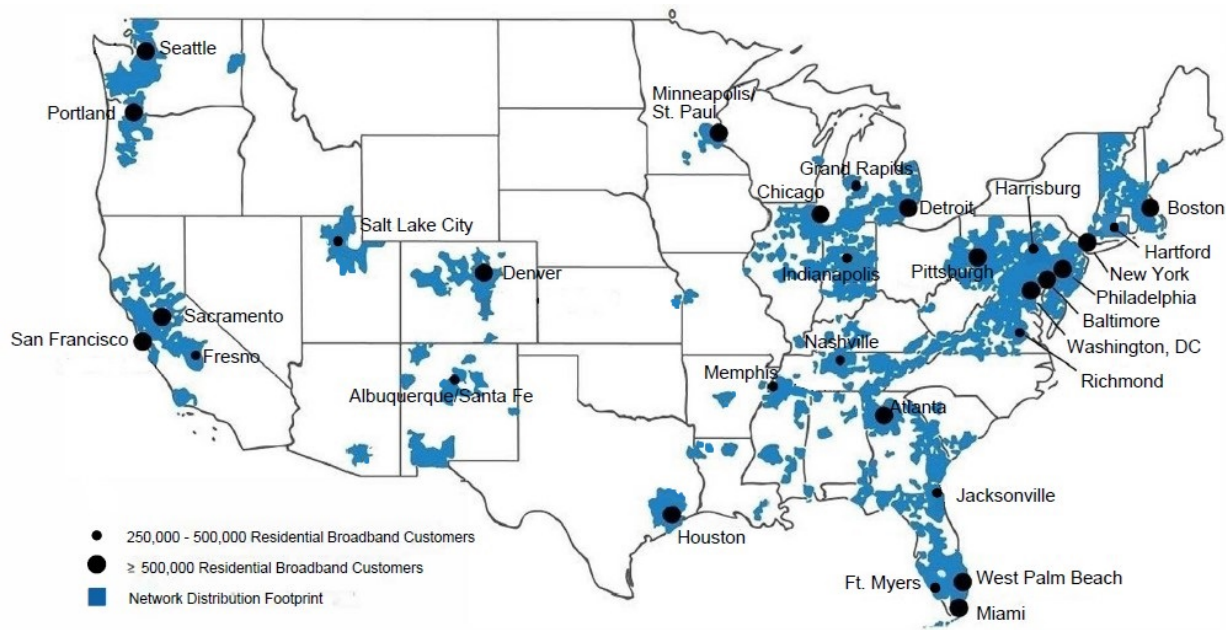 Seattle
Portland
Minneapolis/
St. Paul
Grand Rapids
Harrisburg
Chicago
Detroit
Boston
Salt Lake City
Hartford
Denver
Indianapolis
Pittsburgh
New York
Philadelphia
Sacramento
Baltimore
San Francisco
Fresno
Nashville
Washington, DC
Memphis
Richmond
Albuquerque/Santa Fe
Atlanta
Jacksonville
Houston
Ft. Myers
West Palm Beach
Miami
250,000 - 500,000 Residential Broadband Customers
≥ 500,000 Residential Broadband Customers
Network Distribution Footprint